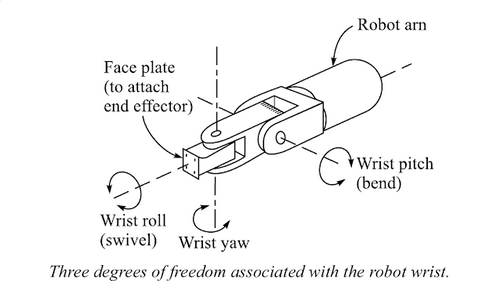 Robot arn
Face plate
(to attach
end effector)
Wrist pitch
(bend)
Wrist roll
(swivel)
Wrist yaw
Three degrees of freedom associated with the robot wrist.